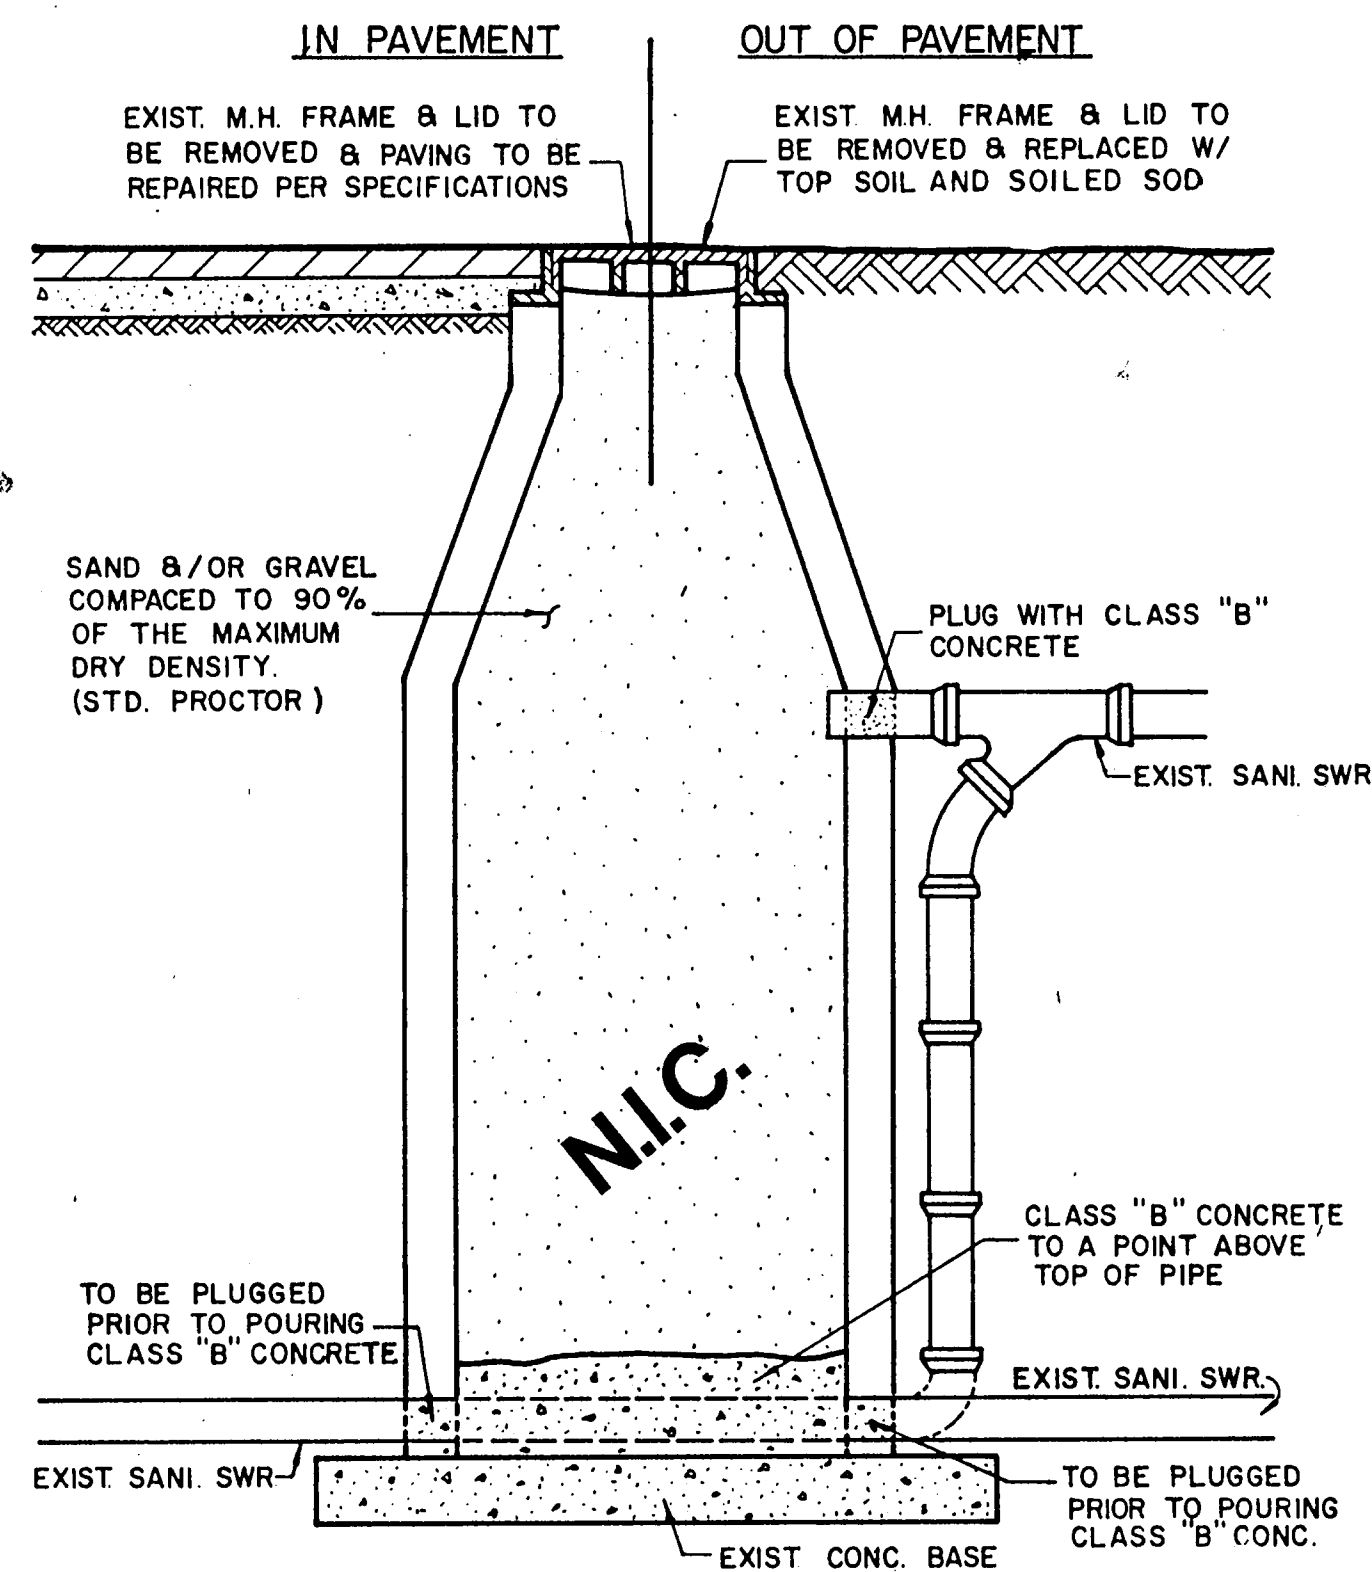 IN PAVEMENT
OUT OF PAVEMENT
EXIST. M.H. FRAME & LID TO
BE REMOVED & PAVING TO BE
REPAIRED PER SPECIFICATIONS
EXIST. M.H. FRAME & LID TO
BE REMOVED & REPLACED W/
TOP SOIL AND SOILED SOD
SAND &/OR GRAVEL
COMPACED TO 90%
OF THE MAXIMUM
DRY DENSITY.
(STD. PROCTOR)
PLUG WITH CLASS "B"
CONCRETE
EXIST. SANI. SWR
N.I.C.
CLASS "B" CONCRETE
TO A POINT ABOVE
TOP OF PIPE
TO BE PLUGGED
PRIOR TO POURING
CLASS "B" CONCRETE
EXIST. SANI. SWR.
EXIST. SANI. SWR
TO BE PLUGGED
PRIOR TO POURING
CLASS "B" CONC.
EXIST CONC. BASE